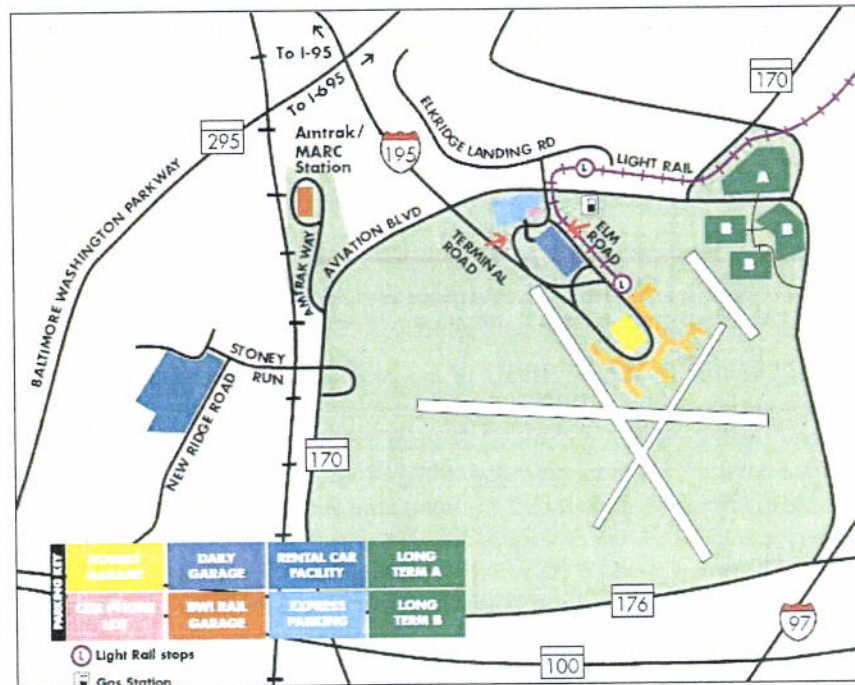 To I-95
To I-695
170
295
Amtrak/
MARC
Station
195
ELKRIDGE LANDING RD
L
LIGHT RAIL
A
BALTIMORE WASHINGTON PARKWAY
AMTRAK WAY
AVIATION BLVD
TERMINAL
ROAD
ELM
ROAD
B
B
B
L
STONEY
RUN
NEW RIDGE ROAD
170
PARKING KEY
HOURLY
GARAGE
DAILY
GARAGE
RENTAL CAR
FACILITY
LONG
TERM A
CELL PHONE
LOT
BWI RAIL
GARAGE
EXPRESS
PARKING
LONG
TERM B
176
97
100
L Light Rail stops
Gas Station